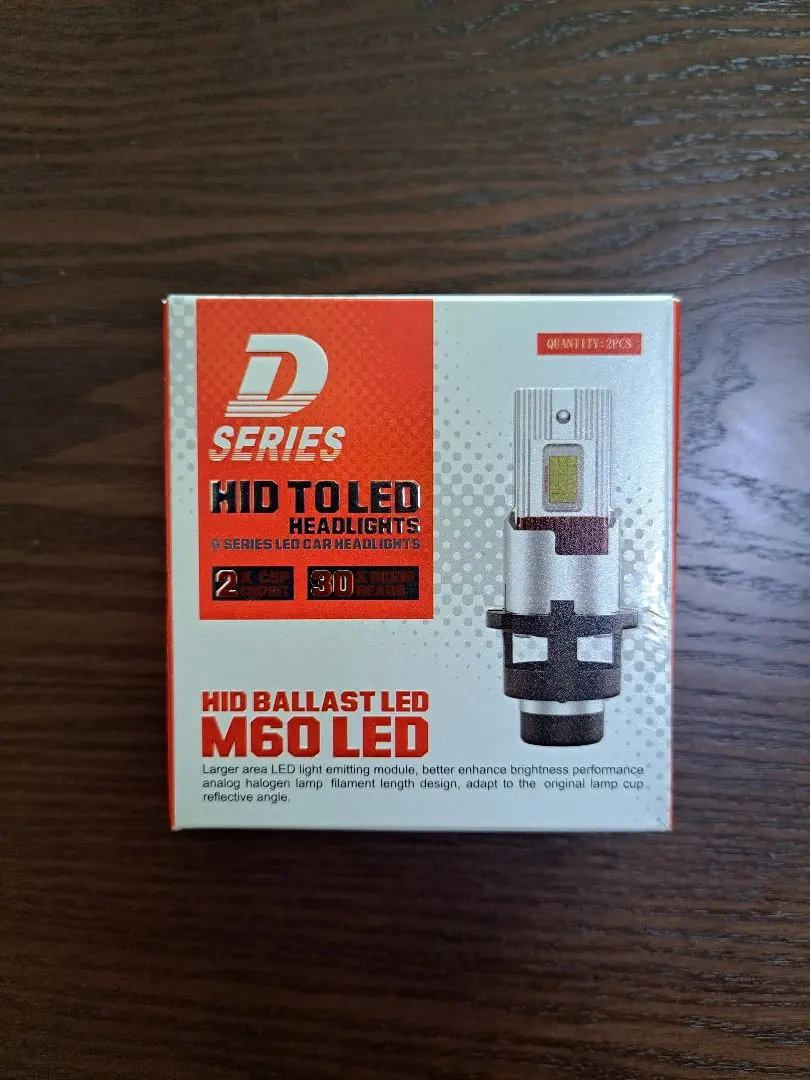 D
SERIES
QUANTITY:2PCS
HID TO LED
HEADLIGHTS
D SERIES LED CAR HEADLIGHTS
2 X CSP
30 X
HID BALLAST LED
M60 LED
Larger area LED light emitting module, better enhance brightness performance
analog halogen lamp filament length design, adapt to the original lamp cup
reflective angle.